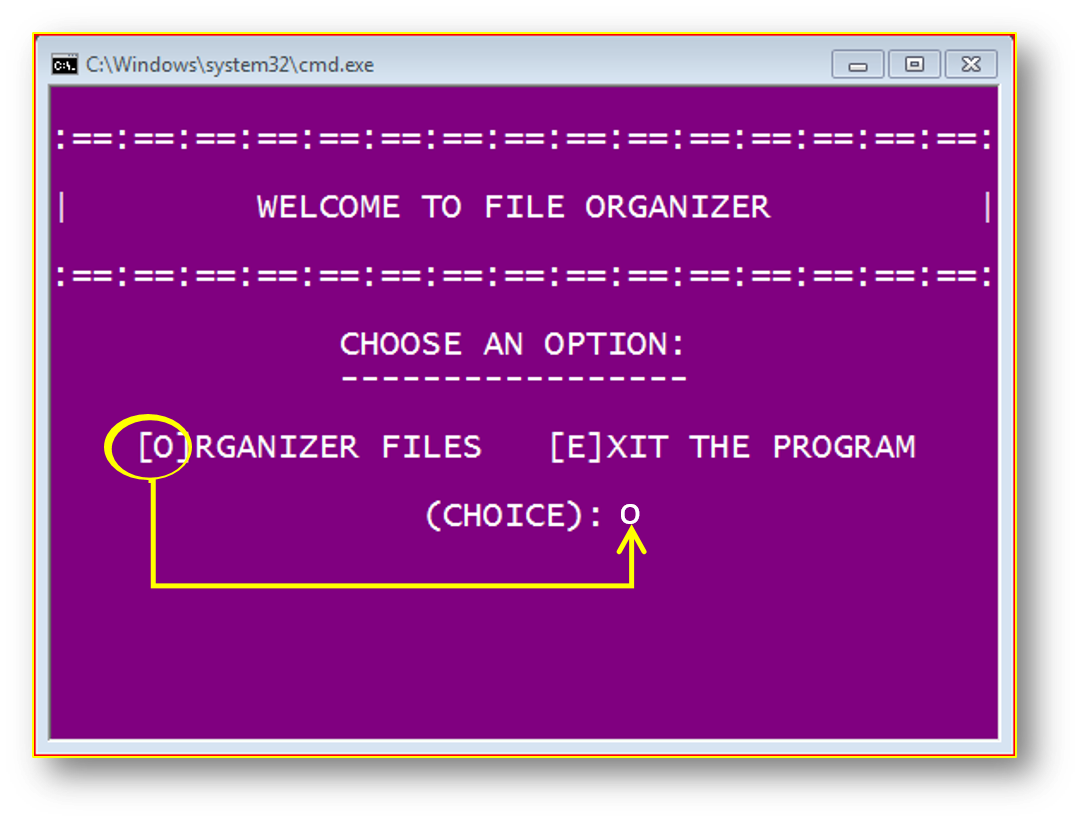 C:\Windows\system32\cmd.exe
:==:==:==:==:==:==:==:==:==:==:==:==:==:==:==:
| WELCOME TO FILE ORGANIZER |
:==:==:==:==:==:==:==:==:==:==:==:==:==:==:==:
CHOOSE AN OPTION:
-----------------
[O]RGANIZER FILES [E]XIT THE PROGRAM
(CHOICE): o